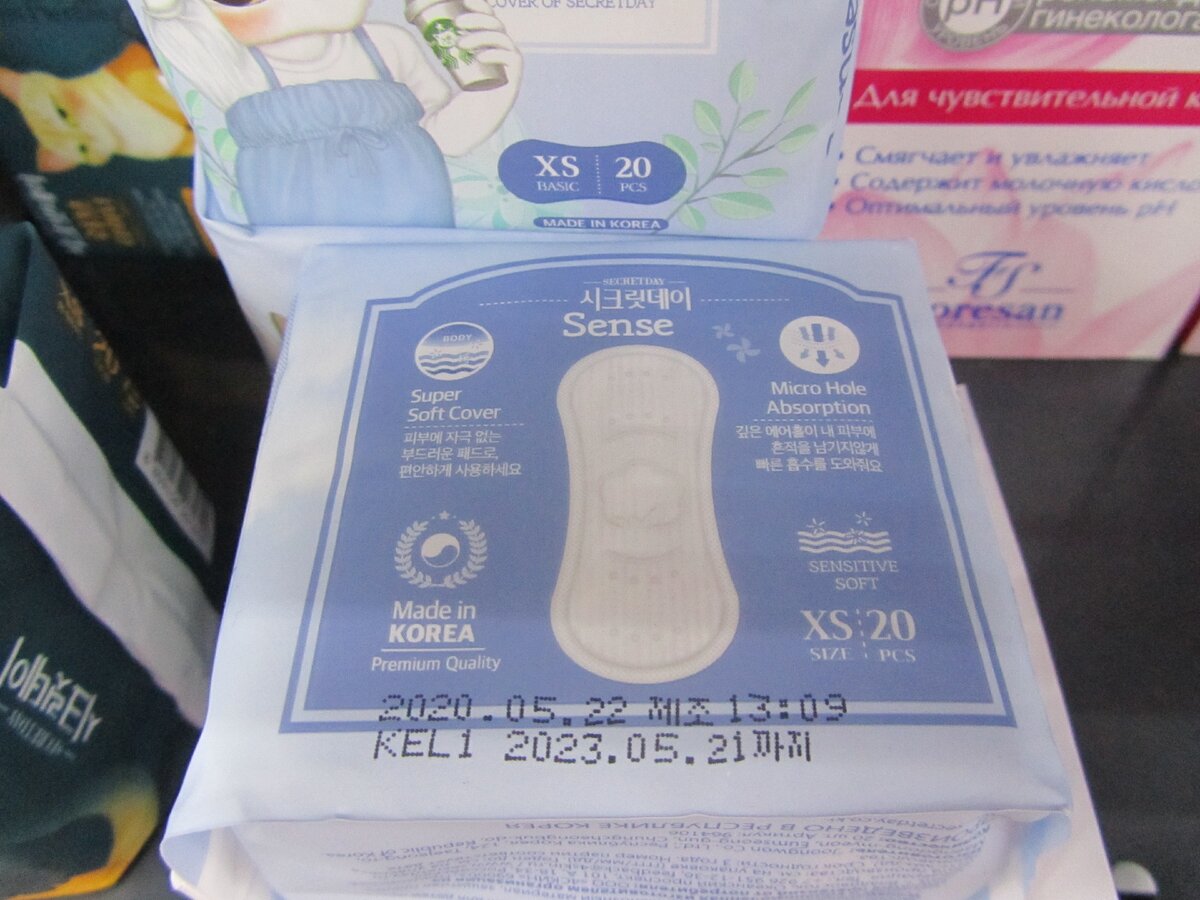 COVER OF SECRETDAY
XS 20
BASIC PCS
MADE IN KOREA
pH
гинеколога
Для чувствительной
Смягчает и увлажняет
Содержит молочную
Оптимальный уровень pH
SECRETDAY
시크릿데이
Sense
BODY
Super
Soft Cover
피부에 자극 없는
부드러운 패드로,
편안하게 사용하세요
Micro Hole
Absorption
깊은 에어홀이 내 피부에
흔적을 남기지않게
빠른 흡수를 도와줘요
Made in
KOREA
Premium Quality
SENSITIVE
SOFT
XS 20
SIZE PCS
2020.05.22 제조 13:09
KEL1 2023.05.21까지
В РЕСПУБЛИКЕ КОРЕЯ